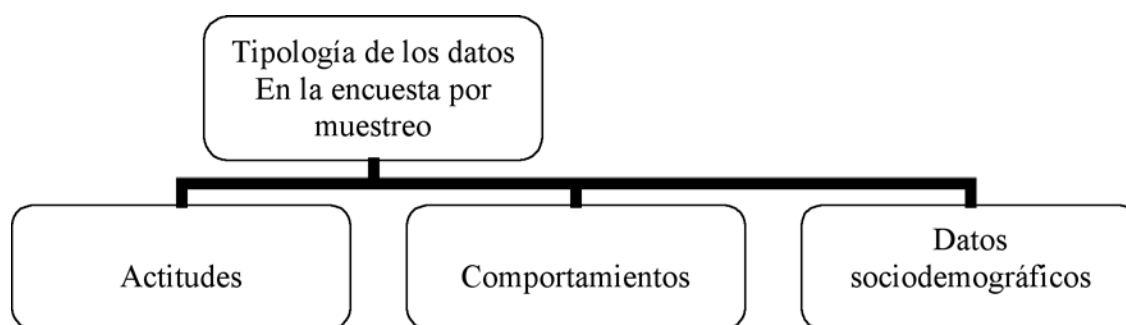 Tipología de los datos
En la encuesta por
muestreo
Actitudes
Comportamientos
Datos
sociodemográficos